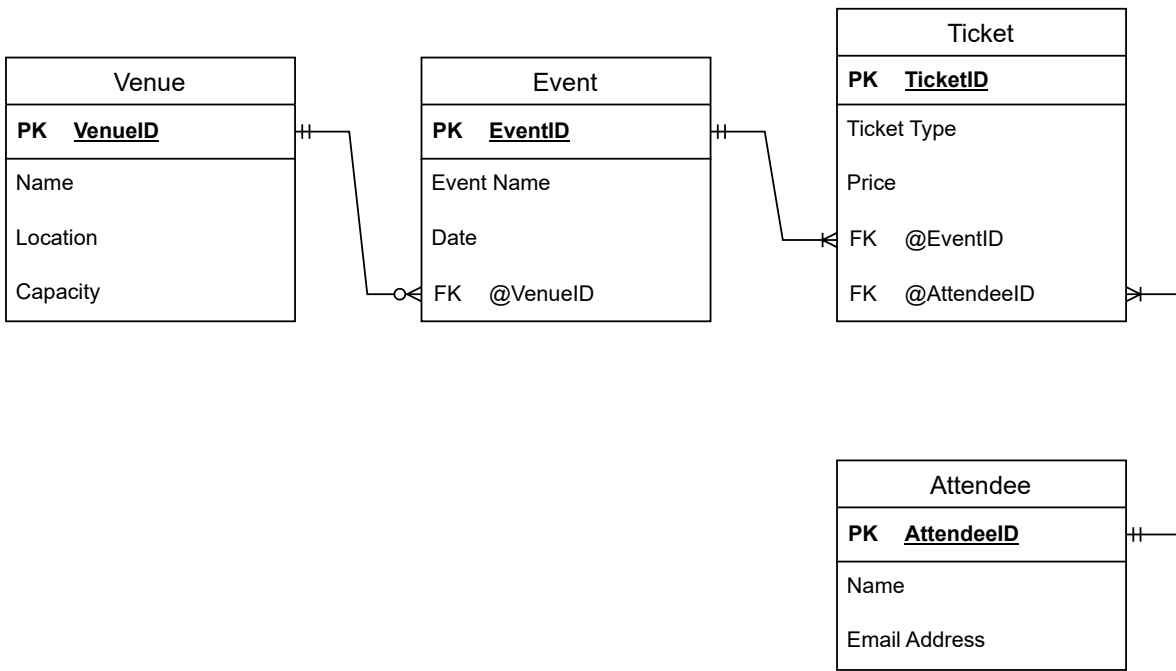 Venue
PK VenueID
Name
Location
Capacity
Event
PK EventID
Event Name
Date
FK @VenueID
Ticket
PK TicketID
Ticket Type
Price
FK @EventID
FK @AttendeeID
Attendee
PK AttendeeID
Name
Email Address